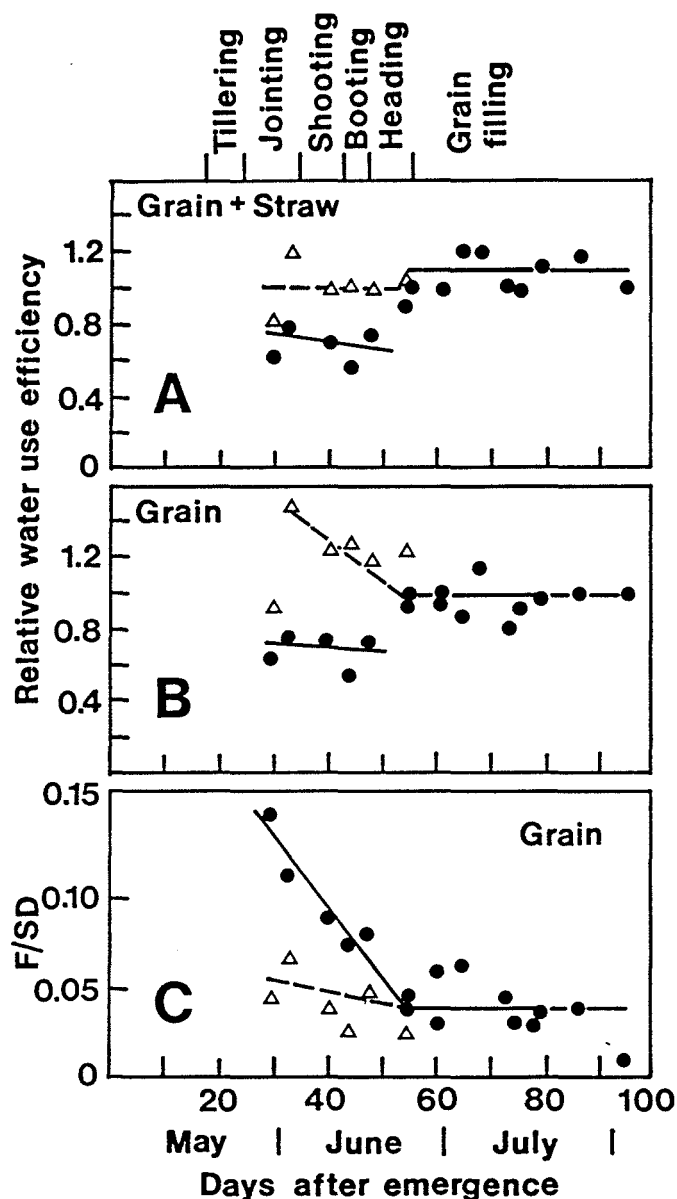 Tillering
Jointing
Shooting
Booting
Heading
Grain
filling
Relative water use efficiency
Grain + Straw
1.2
0.8
0.4
0
A
Grain
1.2
0.8
0.4
B
F/SD
0.15
0.10
0.05
0
Grain
C
20 40 60 80 100
May | June | July |
Days after emergence